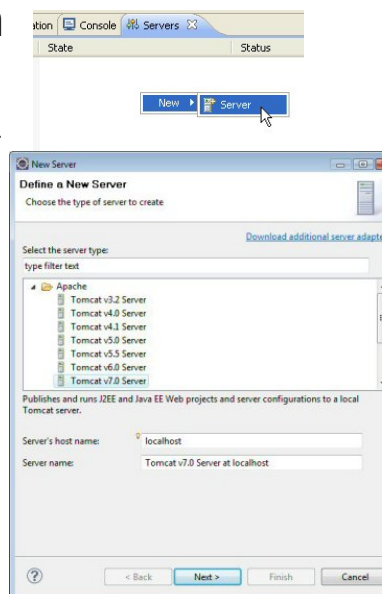 Console Servers
State Status
New Server
New Server
Define a New Server
Choose the type of server to create
Download additional server
Select the server type:
type filter text
Apache
Tomcat v3.2 Server
Tomcat v4.0 Server
Tomcat v4.1 Server
Tomcat v5.0 Server
Tomcat v5.5 Server
Tomcat v6.0 Server
Tomcat v7.0 Server
Publishes and runs J2EE and Java EE Web projects and server configurations to a local
Tomcat server.
Server's host name: localhost
Server name: Tomcat v7.0 Server at localhost
? < Back Next > Finish Cancel